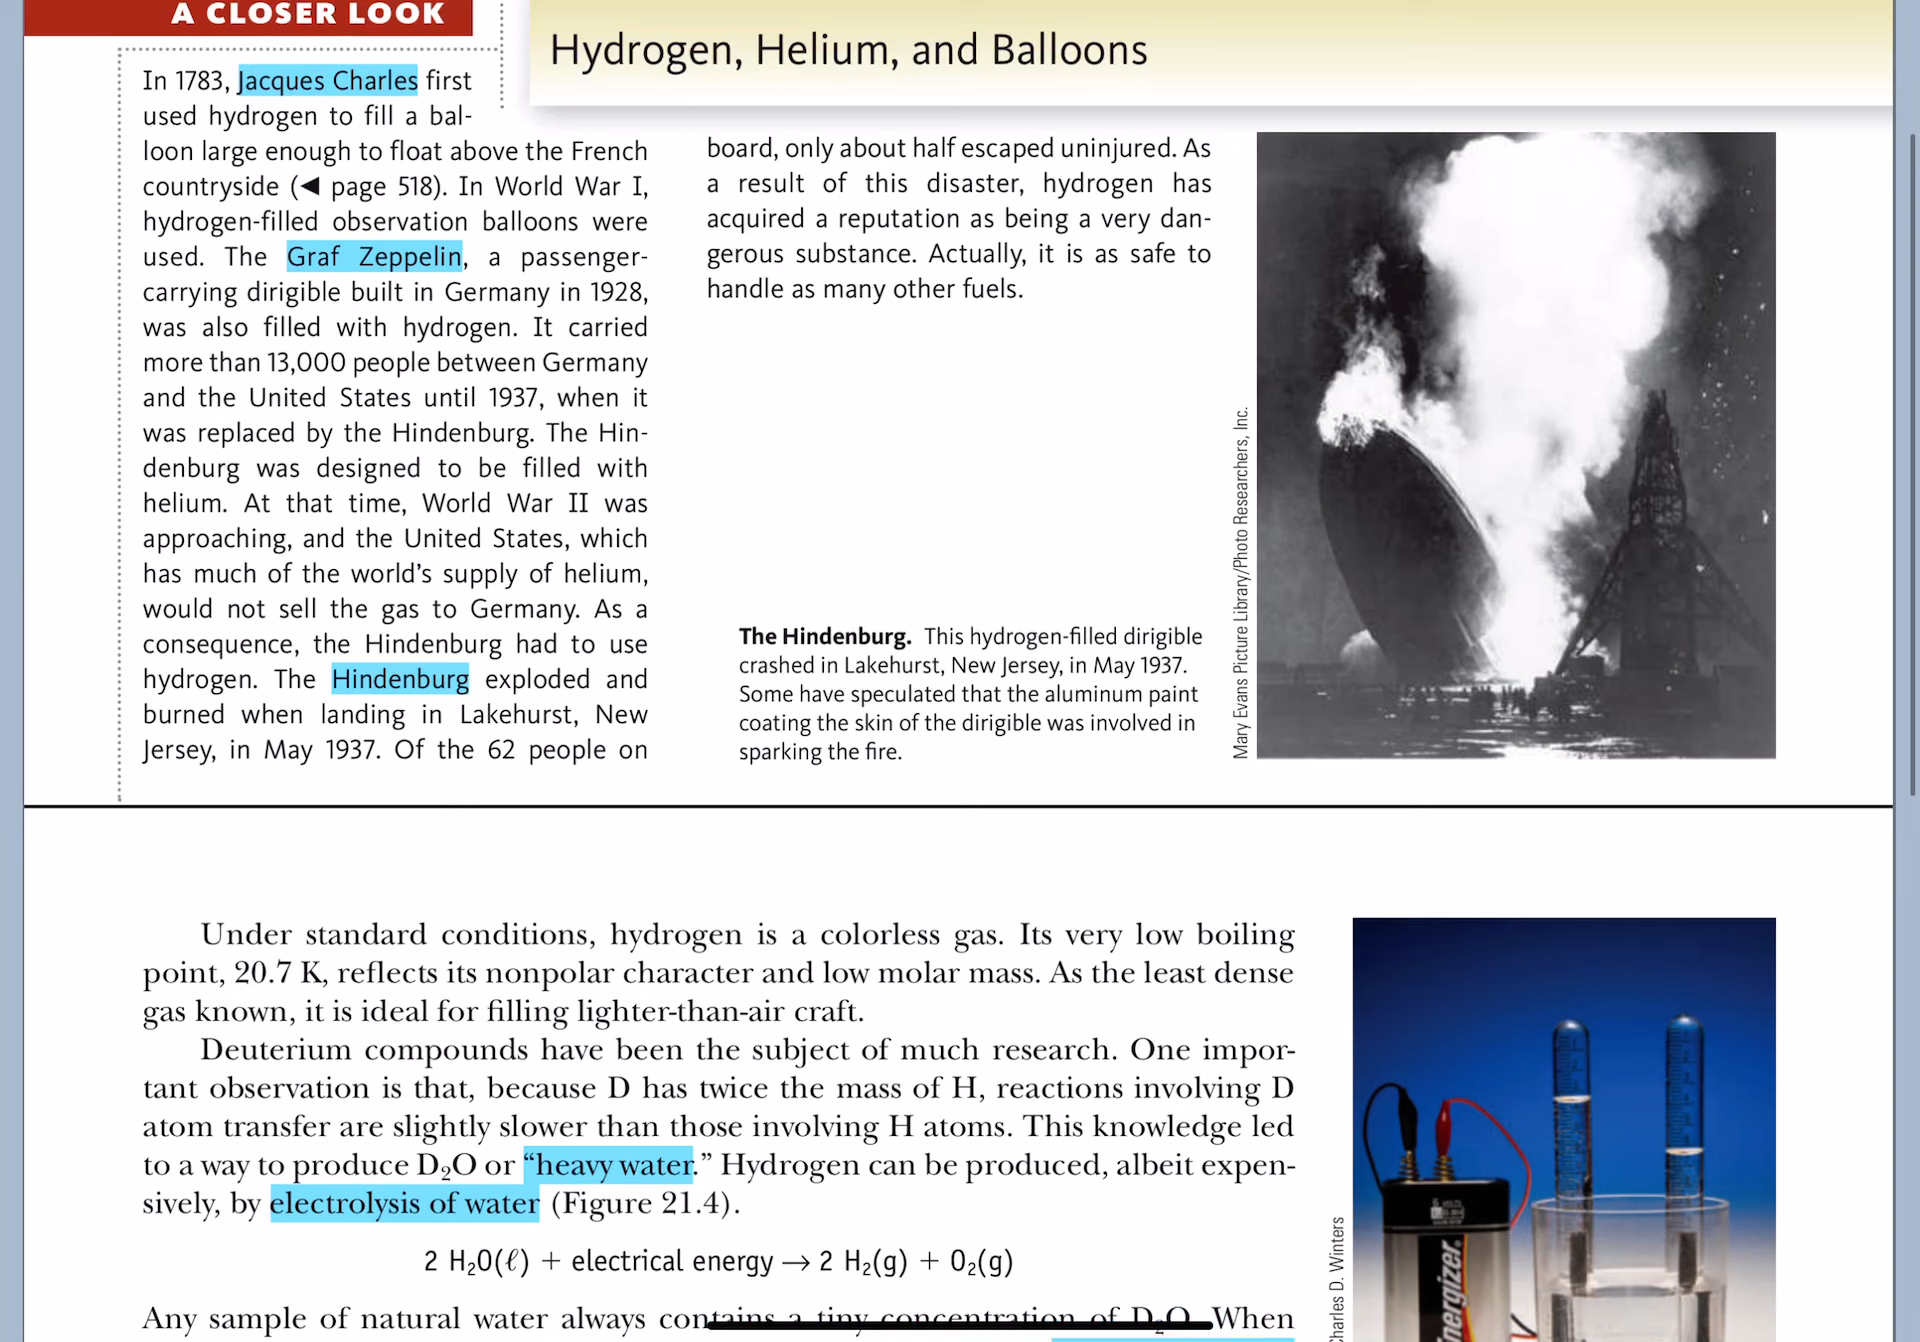 A CLOSER LOOK
Hydrogen, Helium, and Balloons
In 1783, Jacques Charles first
used hydrogen to fill a bal-
loon large enough to float above the French
countryside (◀ page 518). In World War I,
hydrogen-filled observation balloons were
used. The Graf Zeppelin, a passenger-
carrying dirigible built in Germany in 1928,
was also filled with hydrogen. It carried
more than 13,000 people between Germany
and the United States until 1937, when it
was replaced by the Hindenburg. The Hin-
denburg was designed to be filled with
helium. At that time, World War II was
approaching, and the United States, which
has much of the world's supply of helium,
would not sell the gas to Germany. As a
consequence, the Hindenburg had to use
hydrogen. The Hindenburg exploded and
burned when landing in Lakehurst, New
Jersey, in May 1937. Of the 62 people on
board, only about half escaped uninjured. As
a result of this disaster, hydrogen has
acquired a reputation as being a very dan-
gerous substance. Actually, it is as safe to
handle as many other fuels.
The Hindenburg. This hydrogen-filled dirigible
crashed in Lakehurst, New Jersey, in May 1937.
Some have speculated that the aluminum paint
coating the skin of the dirigible was involved in
sparking the fire.
Mary Evans Picture Library/Photo Researchers, Inc.
Under standard conditions, hydrogen is a colorless gas. Its very low boiling
point, 20.7 K, reflects its nonpolar character and low molar mass. As the least dense
gas known, it is ideal for filling lighter-than-air craft.
Deuterium compounds have been the subject of much research. One impor-
tant observation is that, because D has twice the mass of H, reactions involving D
atom transfer are slightly slower than those involving H atoms. This knowledge led
to a way to produce D₂O or “heavy water.” Hydrogen can be produced, albeit expen-
sively, by electrolysis of water (Figure 21.4).
2 H₂O(ℓ) + electrical energy → 2 H₂(g) + O₂(g)
Any sample of natural water always contains a tiny concentration of D₂O. When
Charles D. Winters
Energizer.